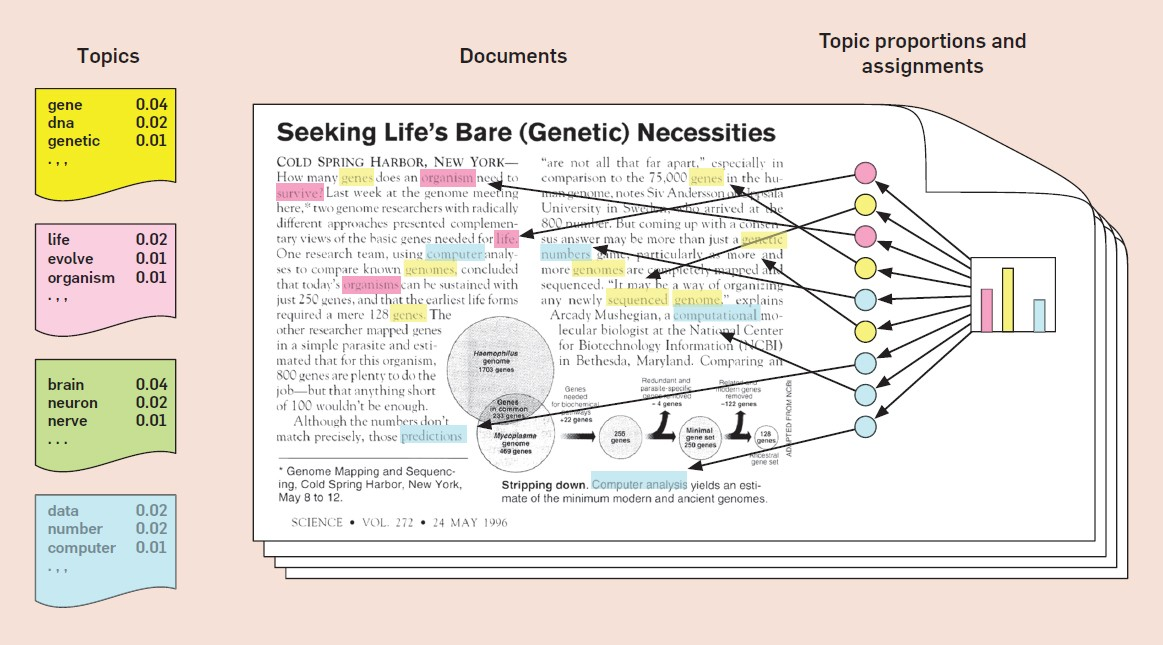 Topics
Documents
Topic proportions and
assignments
gene 0.04
dna 0.02
genetic 0.01
. , ,
life 0.02
evolve 0.01
organism 0.01
. , ,
brain 0.04
neuron 0.02
nerve 0.01
. . .
data 0.02
number 0.02
computer 0.01
. , ,
Seeking Life's Bare (Genetic) Necessities
COLD SPRING HARBOR, NEW YORK—
How many genes does an organism need to
survive? Last week at the genome meeting
here,* two genome researchers with radically
different approaches presented complemen-
tary views of the basic genes needed for life.
One research team, using computer analy-
ses to compare known genomes, concluded
that today's organisms can be sustained with
just 250 genes, and that the earliest life forms
required a mere 128 genes. The
other researcher mapped genes
in a simple parasite and esti-
mated that for this organism,
800 genes are plenty to do the
job—but that anything short
of 100 wouldn't be enough.
Although the numbers don't
match precisely, those predictions
* Genome Mapping and Sequenc-
ing, Cold Spring Harbor, New York,
May 8 to 12.
"are not all that far apart," especially in
comparison to the 75,000 genes in the hu-
man genome, notes Siv Andersson of Uppsala
University in Sweden, who arrived at the
800 number. But coming up with a consen-
sus answer may be more than just a genetic
numbers game, particularly as more and
more genomes are completely mapped and
sequenced. "It may be a way of organizing
any newly sequenced genome," explains
Arcady Mushegian, a computational mo-
lecular biologist at the National Center
for Biotechnology Information (NCBI)
in Bethesda, Maryland. Comparing an
Haemophilus
genome
1703 genes
Genes
in common
233 genes
Mycoplasma
genome
469 genes
Genes
needed
for biochemical
pathways
+22 genes
255
genes
Redundant and
parasite-specific
genes removed
– 4 genes
Minimal
gene set
250 genes
Related and
modern genes
removed
–122 genes
128
genes
Ancestral
gene set
ADAPTED FROM NCBI
Stripping down. Computer analysis yields an esti-
mate of the minimum modern and ancient genomes.
SCIENCE • VOL. 272 • 24 MAY 1996